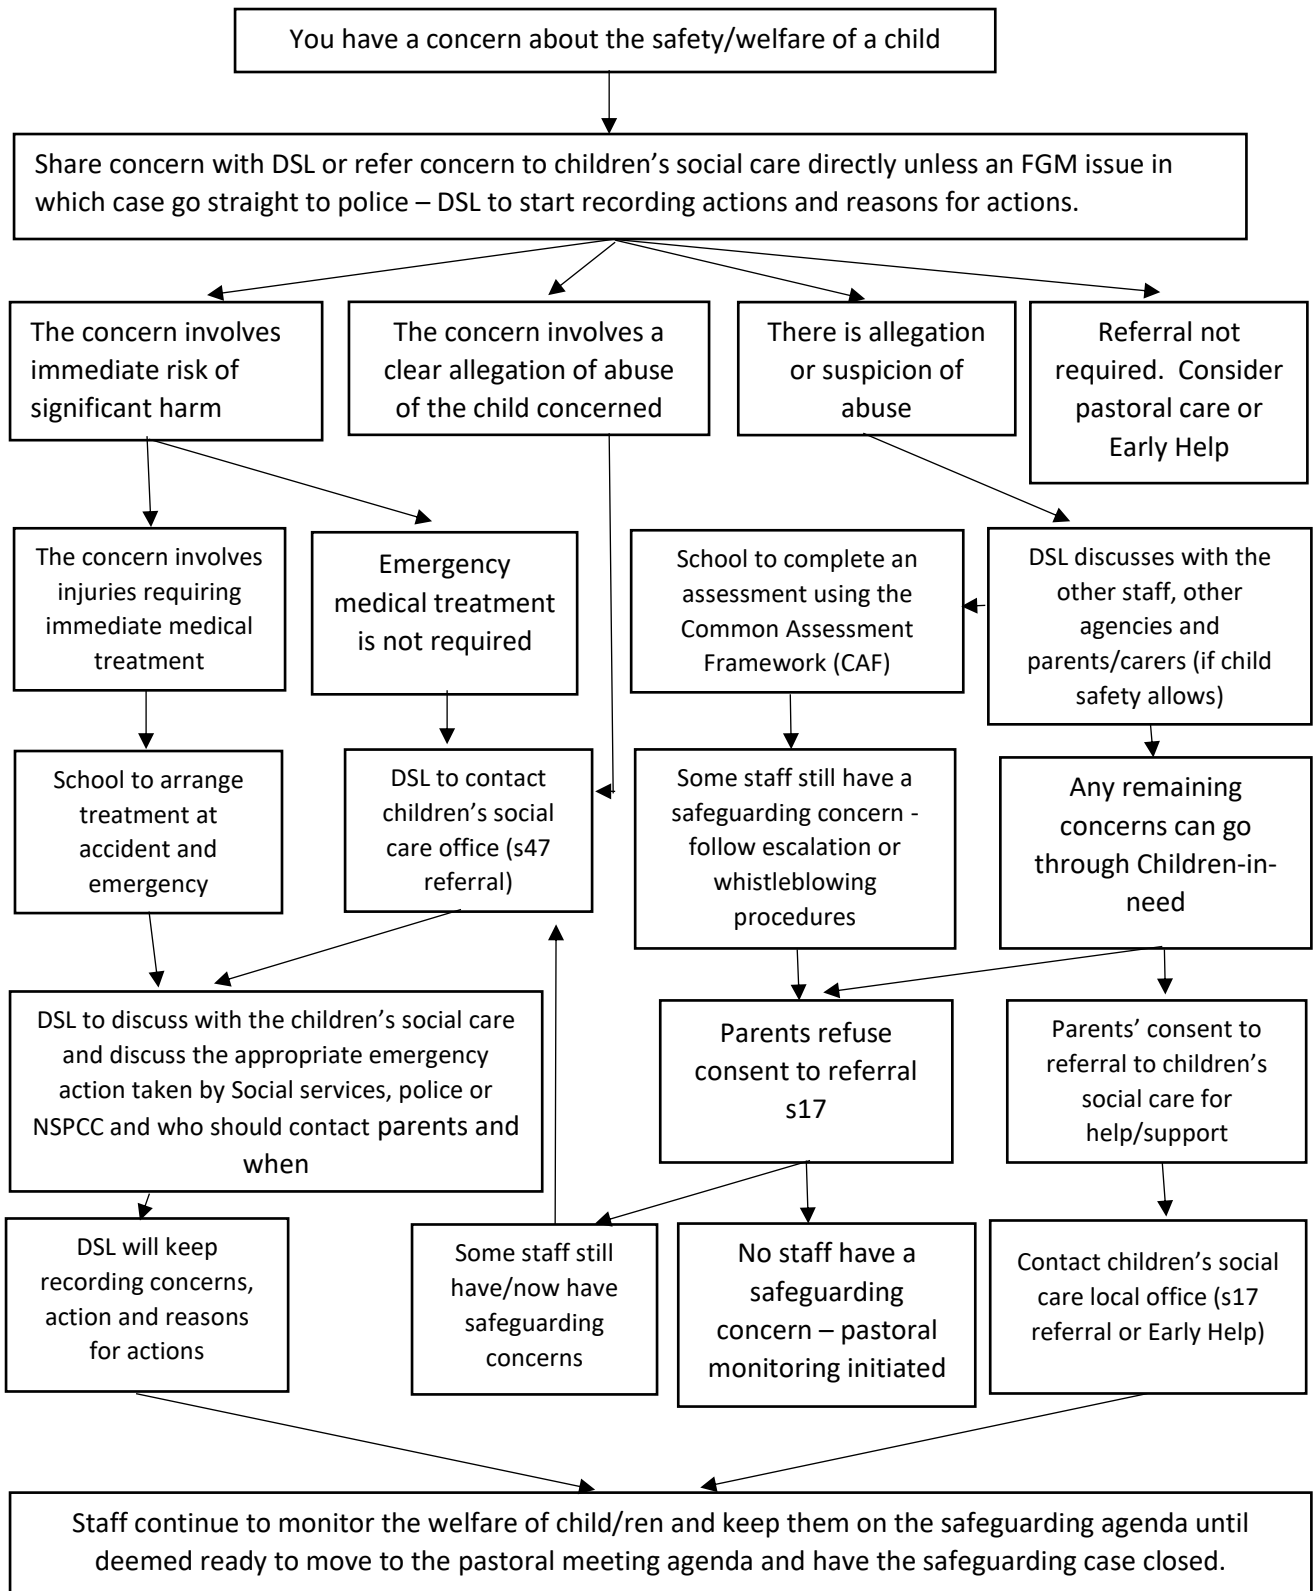 You have a concern about the safety/welfare of a child
Share concern with DSL or refer concern to children’s social care directly unless an FGM issue in
which case go straight to police – DSL to start recording actions and reasons for actions.
The concern involves
immediate risk of
significant harm
The concern involves a
clear allegation of abuse
of the child concerned
There is allegation
or suspicion of
abuse
Referral not
required.  Consider
pastoral care or
Early Help
The concern involves
injuries requiring
immediate medical
treatment
Emergency
medical treatment
is not required
School to complete an
assessment using the
Common Assessment
Framework (CAF)
DSL discusses with the
other staff, other
agencies and
parents/carers (if child
safety allows)
School to arrange
treatment at
accident and
emergency
DSL to contact
children’s social
care office (s47
referral)
Some staff still have a
safeguarding concern -
follow escalation or
whistleblowing
procedures
Any remaining
concerns can go
through Children-in-
need
DSL to discuss with the children’s social care
and discuss the appropriate emergency
action taken by Social services, police or
NSPCC and who should contact parents and
when
Parents refuse
consent to referral
s17
Parents’ consent to
referral to children’s
social care for
help/support
DSL will keep
recording concerns,
action and reasons
for actions
Some staff still
have/now have
safeguarding
concerns
No staff have a
safeguarding
concern – pastoral
monitoring initiated
Contact children’s social
care local office (s17
referral or Early Help)
Staff continue to monitor the welfare of child/ren and keep them on the safeguarding agenda until
deemed ready to move to the pastoral meeting agenda and have the safeguarding case closed.